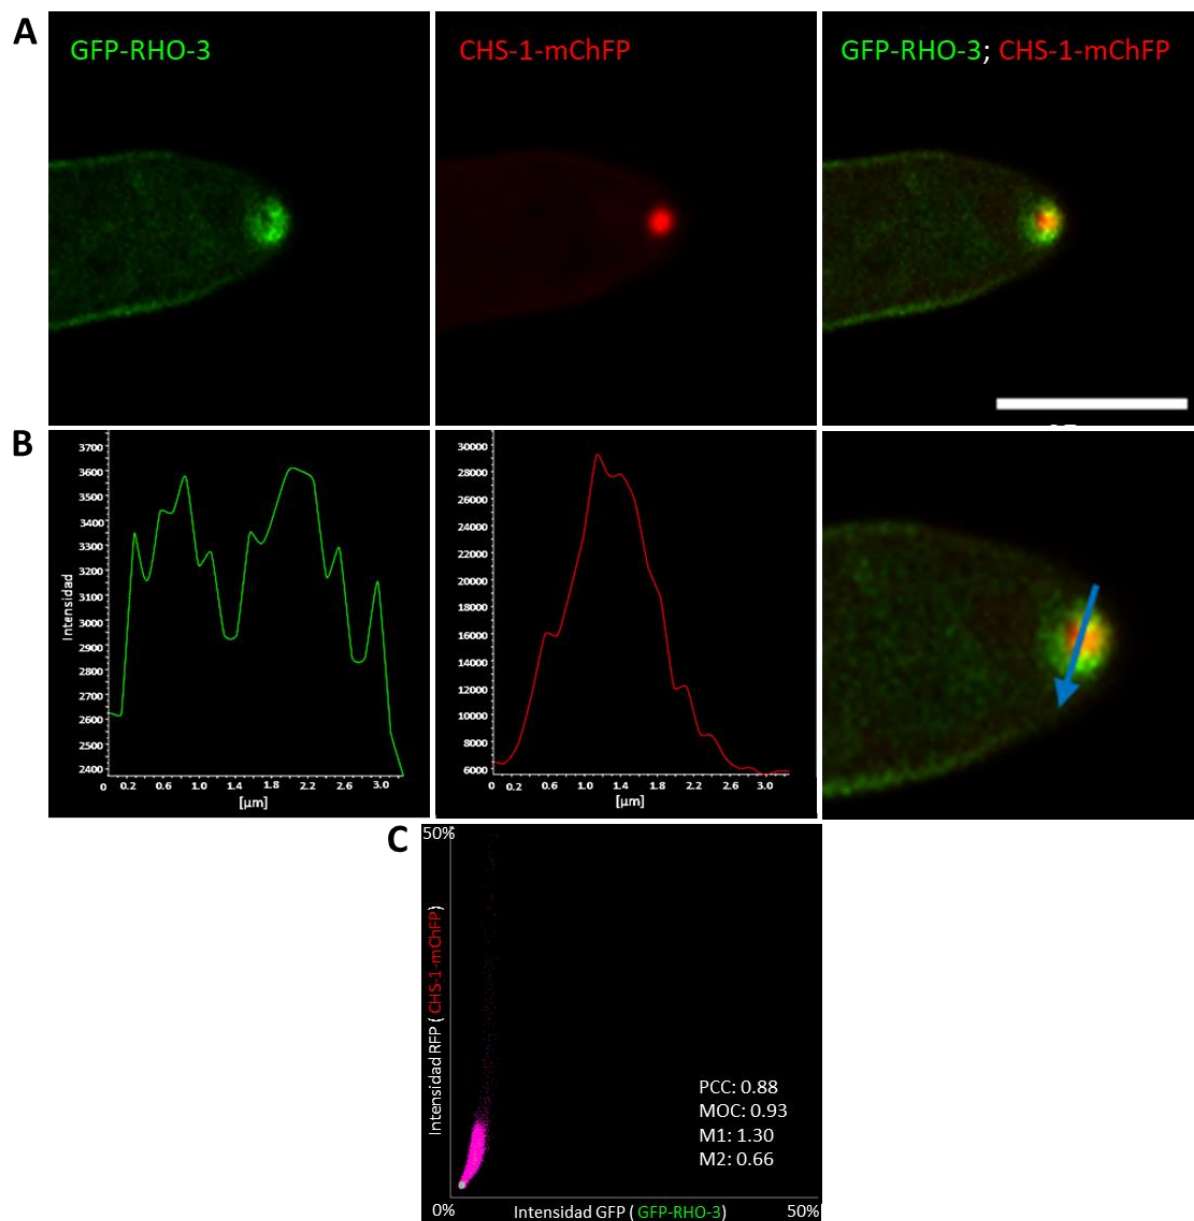 A
GFP-RHO-3
CHS-1-mChFP
GFP-RHO-3; CHS-1-mChFP
B
Intensidad
3700
3600
3500
3400
3300
3200
3100
3000
2900
2800
2700
2600
2500
2400
0 0.2 0.6 1.0 1.4 1.8 2.2 2.6 3.0
[µm]
30000
28000
26000
24000
22000
20000
18000
16000
14000
12000
10000
8000
6000
0 0.2 0.6 1.0 1.4 1.8 2.2 2.6 3.0
[µm]
C
50%
Intensidad RFP ( CHS-1-mChFP)
PCC: 0.88
MOC: 0.93
M1: 1.30
M2: 0.66
0% Intensidad GFP ( GFP-RHO-3) 50%